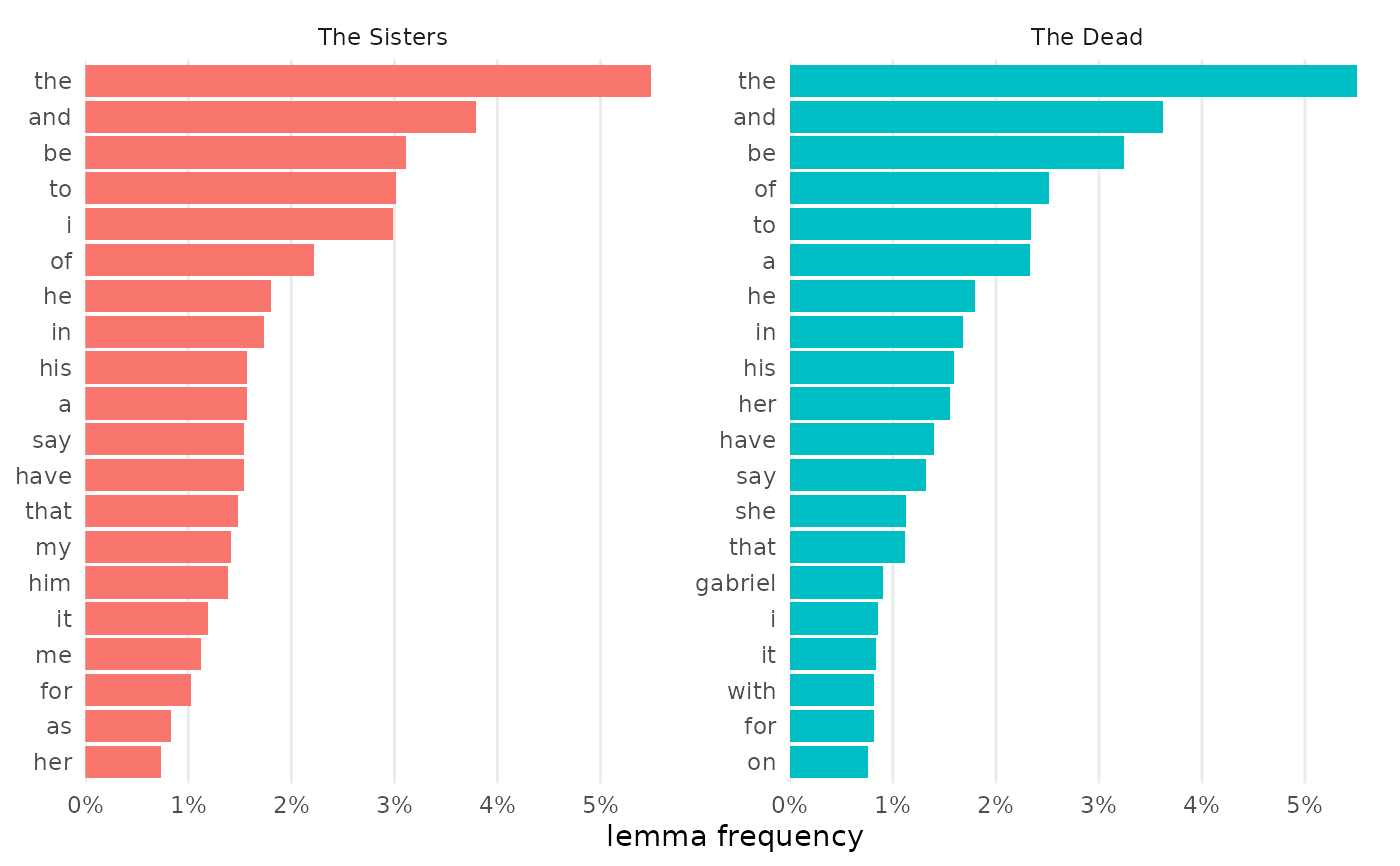 The Sisters
the
and
be
to
i
of
he
in
his
a
say
have
that
my
him
it
me
for
as
her
0% 1% 2% 3% 4% 5%
The Dead
the
and
be
of
to
a
he
in
his
her
have
say
she
that
gabriel
i
it
with
for
on
0% 1% 2% 3% 4% 5%
lemma frequency